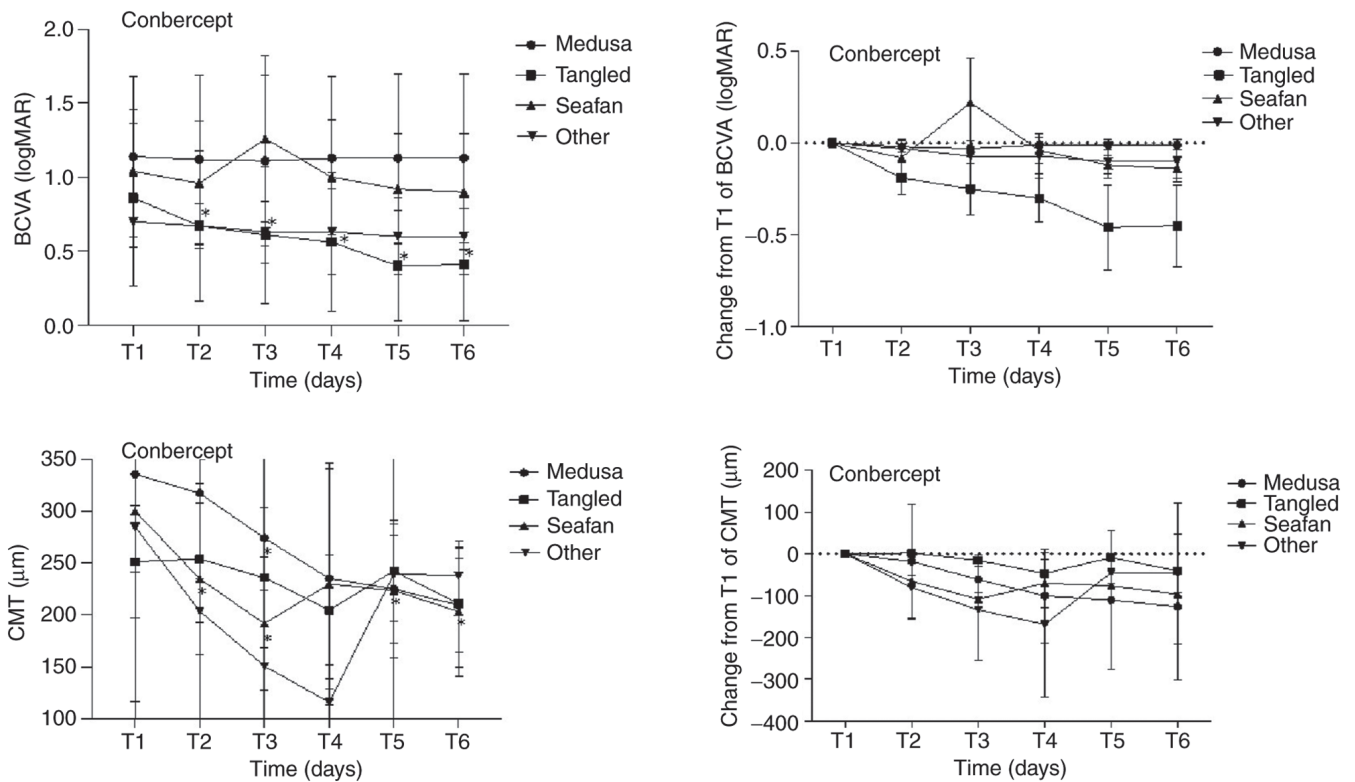 Conbercept
BCVA (logMAR)
2.0
1.5
1.0
0.5
0.0
Medusa
Tangled
Seafan
Other
*
*
*
*
*
T1 T2 T3 T4 T5 T6
Time (days)
Conbercept
Change from T1 of BCVA (logMAR)
0.5
0.0
−0.5
−1.0
Medusa
Tangled
Seafan
Other
T1 T2 T3 T4 T5 T6
Time (days)
Conbercept
CMT (μm)
350
300
250
200
150
100
Medusa
Tangled
Seafan
Other
*
*
*
*
*
T1 T2 T3 T4 T5 T6
Time (days)
Conbercept
Change from T1 of CMT (μm)
200
100
0
−100
−200
−300
−400
Medusa
Tangled
Seafan
Other
T1 T2 T3 T4 T5 T6
Time (days)